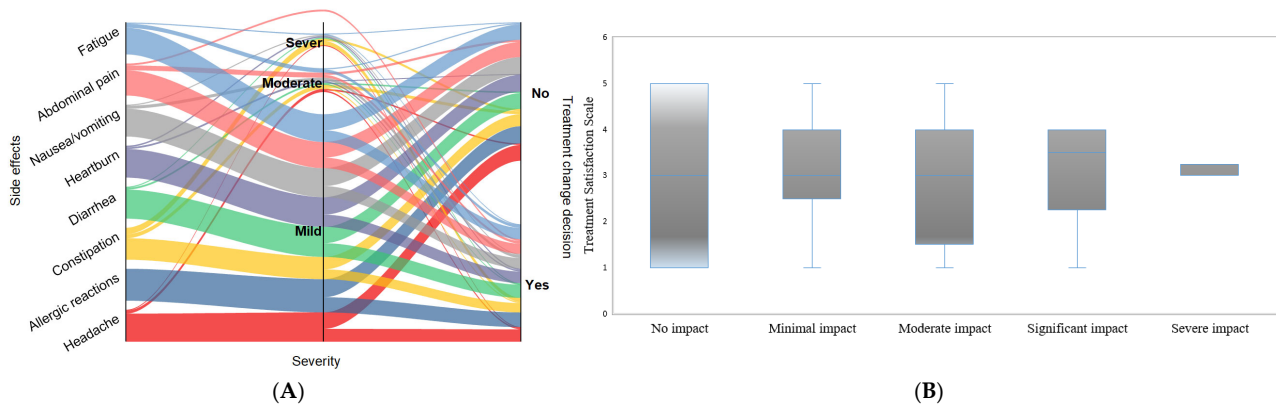 Side effects
Fatigue
Abdominal pain
Nausea/vomiting
Heartburn
Diarrhea
Constipation
Allergic reactions
Headache
Sever
Moderate
Mild
Severity
No
Yes
Treatment change decision
(A)
Treatment Satisfaction Scale
6
5
4
3
2
1
0
No impact
Minimal impact
Moderate impact
Significant impact
Severe impact
(B)